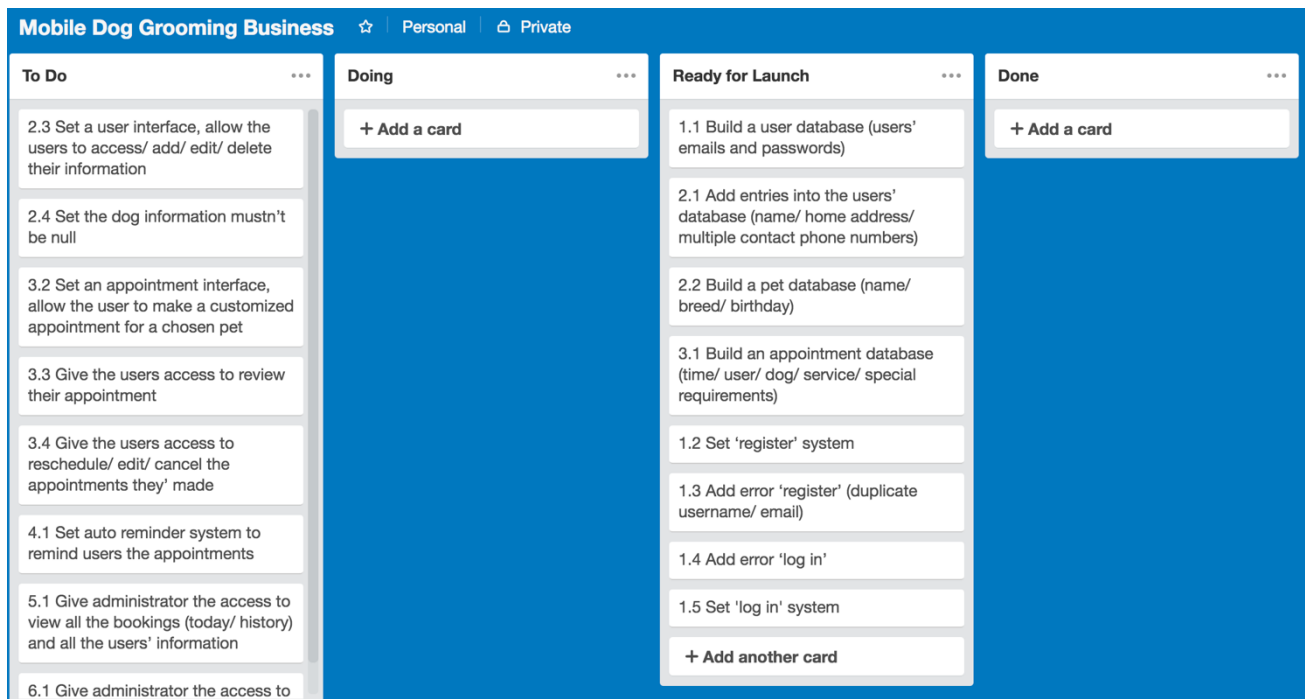 Mobile Dog Grooming Business
Personal
Private
To Do
2.3 Set a user interface, allow the
users to access/ add/ edit/ delete
their information
2.4 Set the dog information mustn’t
be null
3.2 Set an appointment interface,
allow the user to make a customized
appointment for a chosen pet
3.3 Give the users access to review
their appointment
3.4 Give the users access to
reschedule/ edit/ cancel the
appointments they’ made
4.1 Set auto reminder system to
remind users the appointments
5.1 Give administrator the access to
view all the bookings (today/ history)
and all the users’ information
6.1 Give administrator the access to
Doing
+ Add a card
Ready for Launch
1.1 Build a user database (users’
emails and passwords)
2.1 Add entries into the users’
database (name/ home address/
multiple contact phone numbers)
2.2 Build a pet database (name/
breed/ birthday)
3.1 Build an appointment database
(time/ user/ dog/ service/ special
requirements)
1.2 Set ‘register’ system
1.3 Add error ‘register’ (duplicate
username/ email)
1.4 Add error ‘log in’
1.5 Set 'log in' system
+ Add another card
Done
+ Add a card